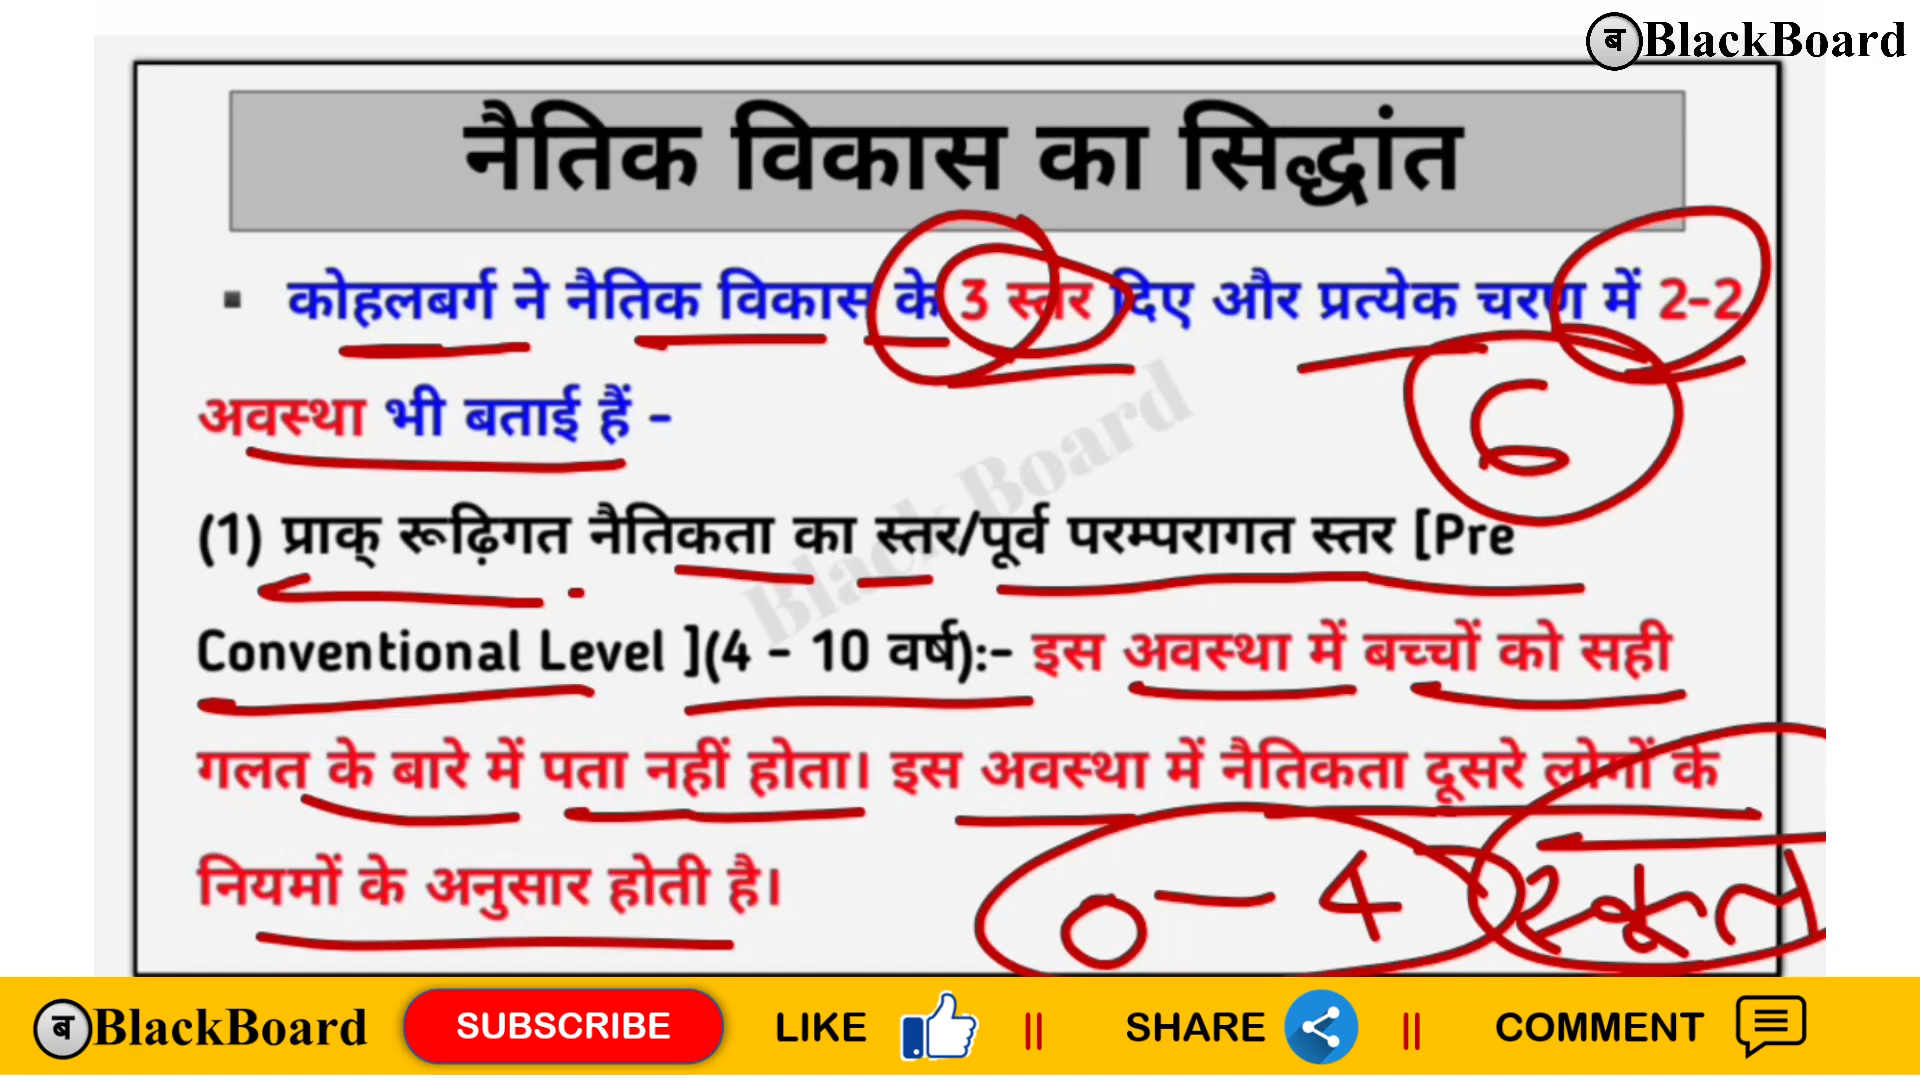 ब BlackBoard
नैतिक विकास का सिद्धांत
▪ कोहलबर्ग ने नैतिक विकास के 3 स्तर दिए और प्रत्येक चरण में 2-2
अवस्था भी बताई हैं -
6
(1) प्राक् रूढ़िगत नैतिकता का स्तर/पूर्व परम्परागत स्तर [Pre
Conventional Level ](4 - 10 वर्ष):- इस अवस्था में बच्चों को सही
गलत के बारे में पता नहीं होता। इस अवस्था में नैतिकता दूसरे लोगों के
नियमों के अनुसार होती है।
0 - 4 स्कूल
Black Board
ब BlackBoard SUBSCRIBE LIKE || SHARE || COMMENT